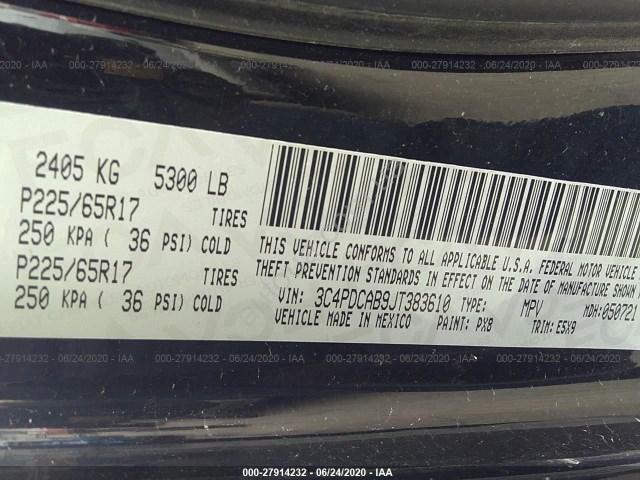 000-27914232 - 06/24/2020 - IAA
2405 KG 5300 LB
P225/65R17 TIRES
250 KPA ( 36 PSI) COLD
P225/65R17 TIRES
250 KPA ( 36 PSI) COLD
THIS VEHICLE CONFORMS TO ALL APPLICABLE U.S.A. FEDERAL MOTOR VEHICLE
THEFT PREVENTION STANDARDS IN EFFECT ON THE DATE OF MANUFACTURE SHOWN
VIN: 3C4PDCAB9JT383610 TYPE: MPV MDH: 050721
VEHICLE MADE IN MEXICO PAINT: PX8 TRIM: E5X9
000-27914232 - 06/24/2020 - IAA